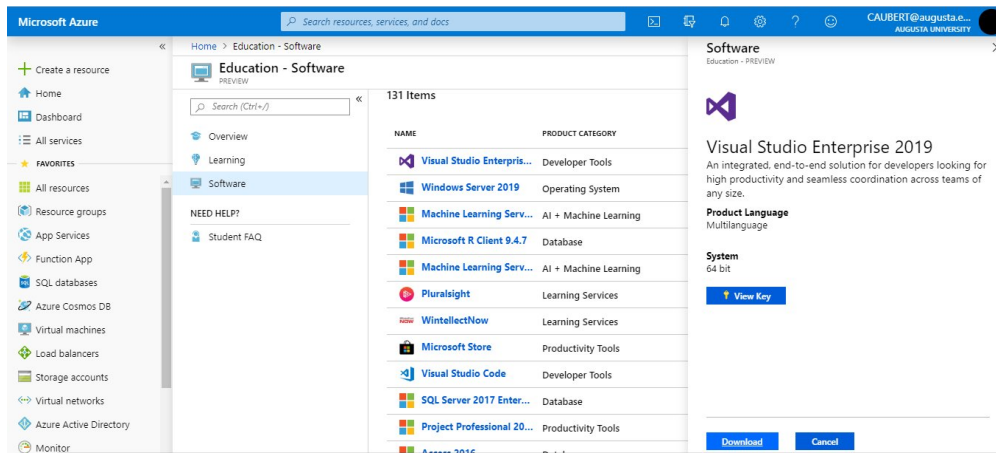 Microsoft Azure
Search resources, services, and docs
CAUBERT@augusta.e...
AUGUSTA UNIVERSITY
Create a resource
Home
Dashboard
All services
FAVORITES
All resources
Resource groups
App Services
Function App
SQL databases
Azure Cosmos DB
Virtual machines
Load balancers
Storage accounts
Virtual networks
Azure Active Directory
Monitor
Home > Education - Software
Education - Software
PREVIEW
Search (Ctrl+/)
Overview
Learning
Software
NEED HELP?
Student FAQ
131 Items
NAME PRODUCT CATEGORY
Visual Studio Enterpris... Developer Tools
Windows Server 2019 Operating System
Machine Learning Serv... AI + Machine Learning
Microsoft R Client 9.4.7 Database
Machine Learning Serv... AI + Machine Learning
Pluralsight Learning Services
WintellectNow Learning Services
Microsoft Store Productivity Tools
Visual Studio Code Developer Tools
SQL Server 2017 Enter... Database
Project Professional 20... Productivity Tools
Access 2016
Software
Education - PREVIEW
Visual Studio Enterprise 2019
An integrated, end-to-end solution for developers looking for
high productivity and seamless coordination across teams of
any size.
Product Language
Multilanguage
System
64 bit
View Key
Download Cancel